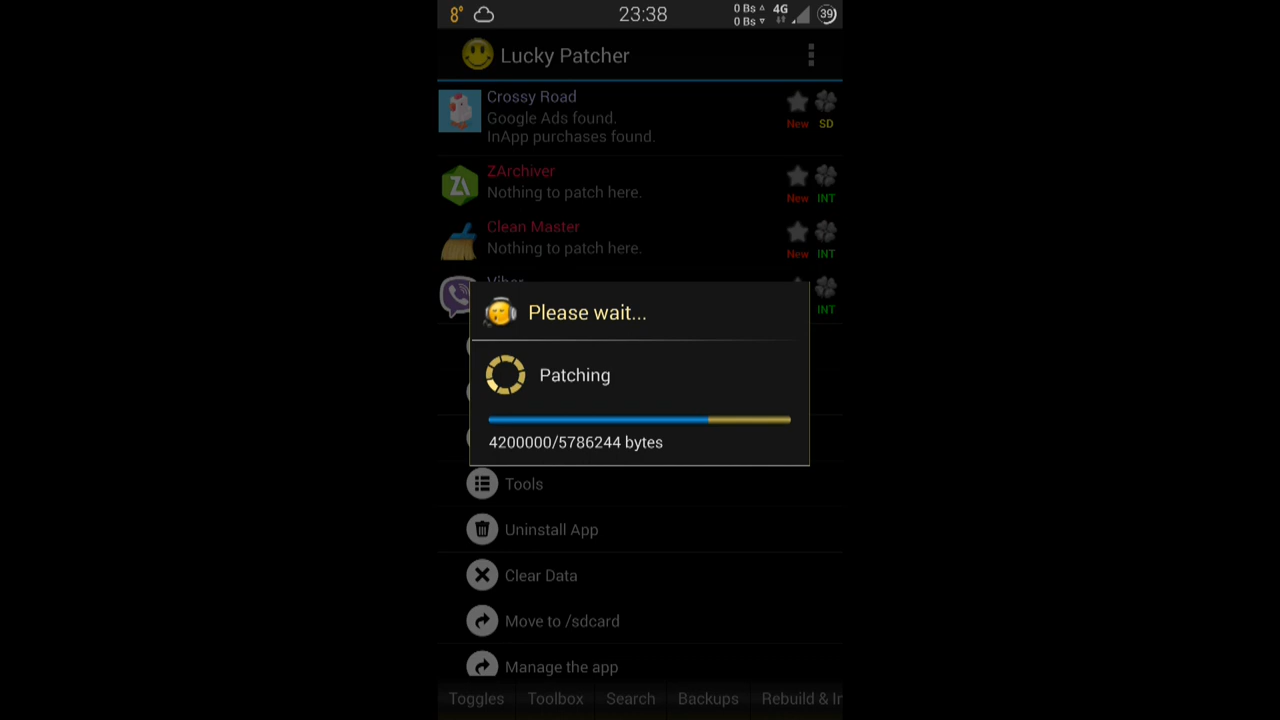 8°
23:38
0 Bs
0 Bs
4G
39
Lucky Patcher
Crossy Road
Google Ads found.
InApp purchases found.
New SD
ZArchiver
Nothing to patch here.
New INT
Clean Master
Nothing to patch here.
New INT
Viber
INT
Please wait...
Patching
4200000/5786244 bytes
Tools
Uninstall App
Clear Data
Move to /sdcard
Manage the app
Toggles Toolbox Search Backups Rebuild & In